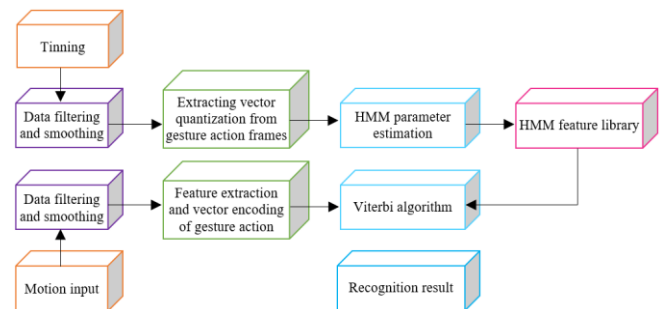 Tinning
Data filtering
and smoothing
Extracting vector
quantization from
gesture action frames
HMM parameter
estimation
HMM feature library
Data filtering
and smoothing
Feature extraction
and vector encoding
of gesture action
Viterbi algorithm
Motion input
Recognition result